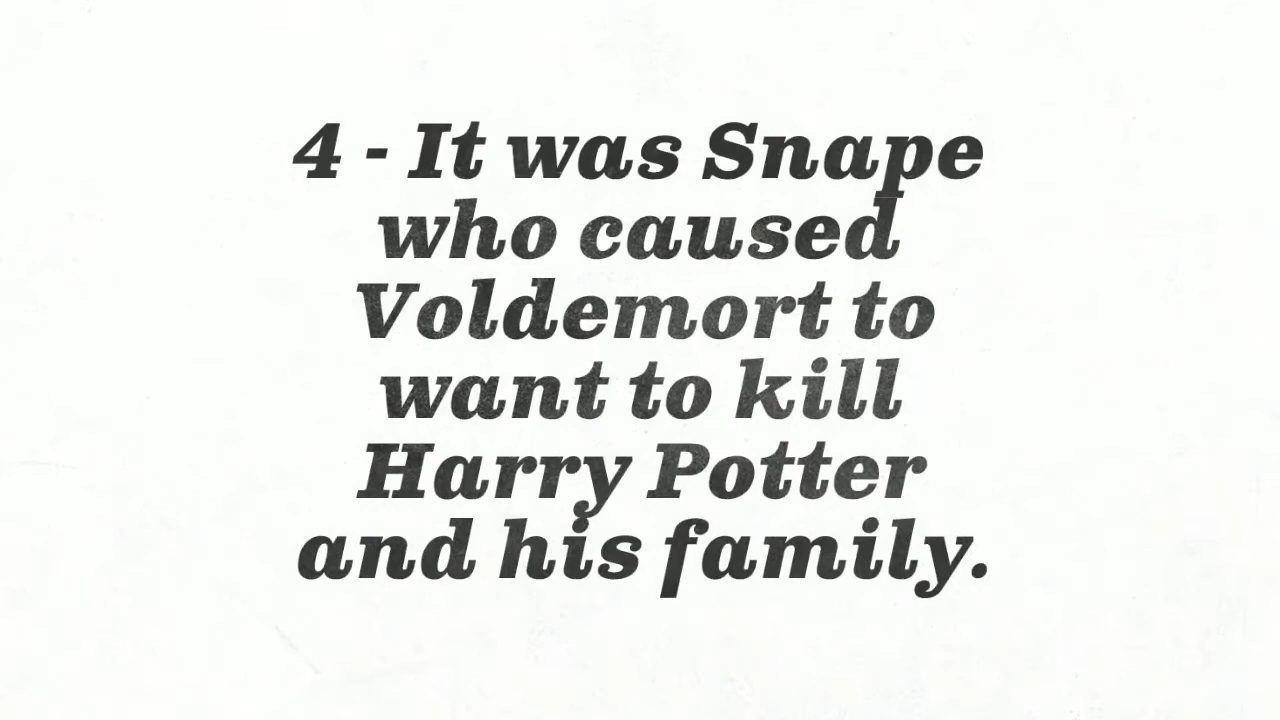 4 - It was Snape
who caused
Voldemort to
want to kill
Harry Potter
and his family.